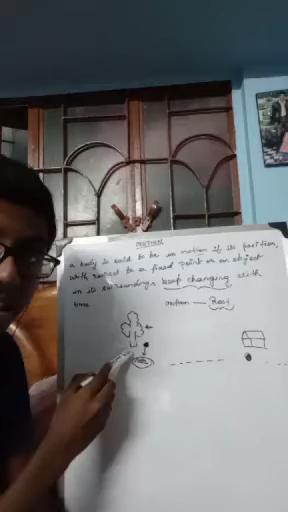 MOTION
A body is said to be in motion if its position,
with respect to a fixed point or an object
in its surroundings keep changing with
time motion — Rest